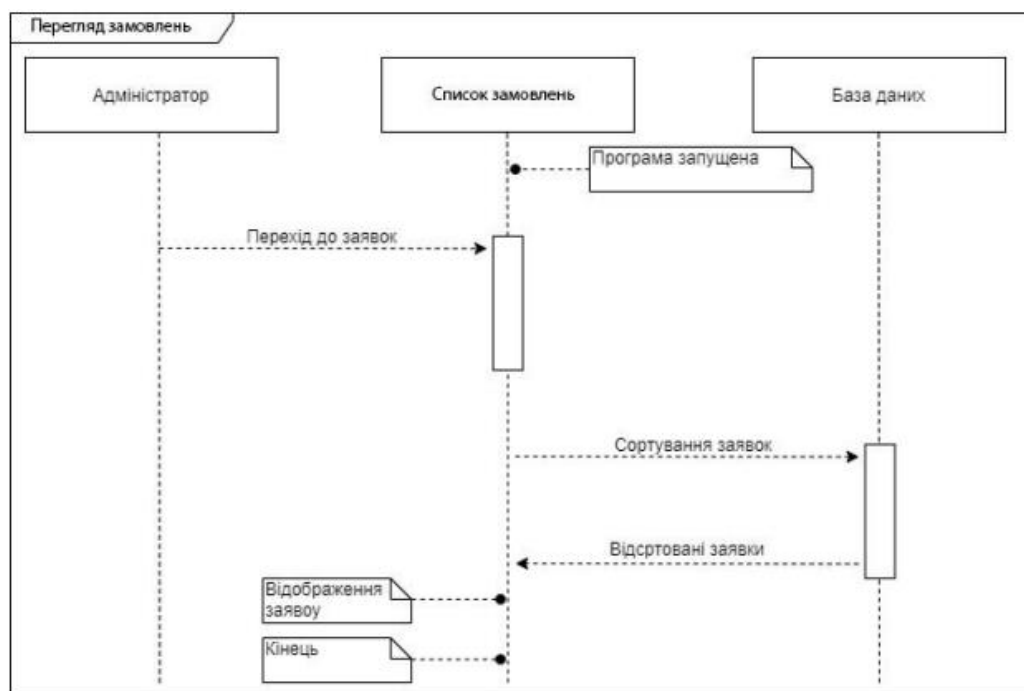 Перегляд замовлень
Адміністратор
Список замовлень
База даних
Програма запущена
Перехід до заявок
Сортування заявок
Відсртовані заявки
Відображення
заявоу
Кінець